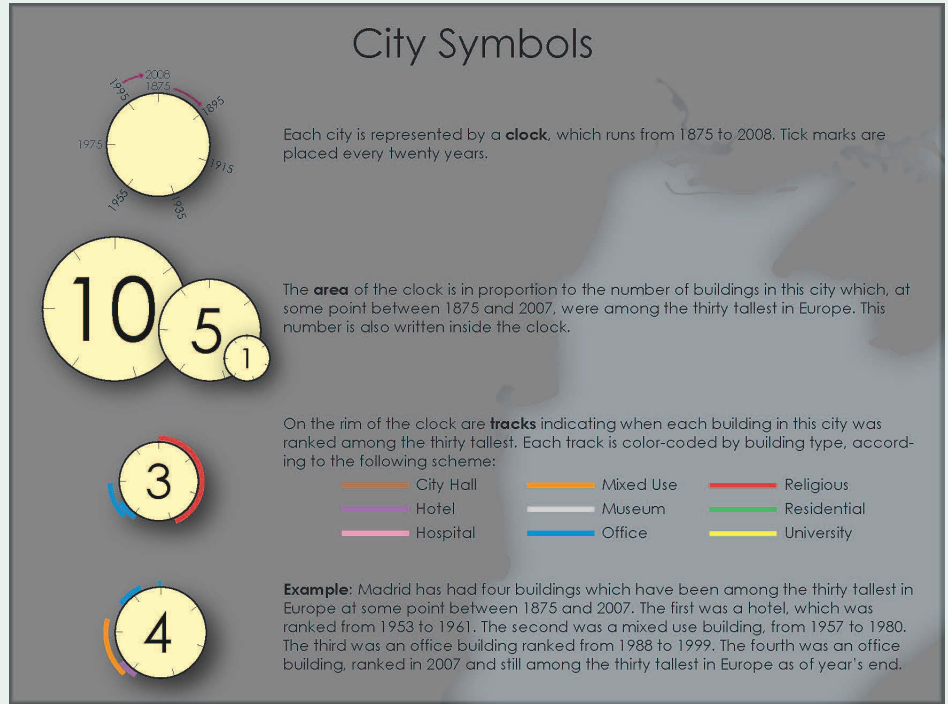 City Symbols
2008
1875
1995
1895
1975
1915
1955
1935
Each city is represented by a clock, which runs from 1875 to 2008. Tick marks are
placed every twenty years.
10
5
1
The area of the clock is in proportion to the number of buildings in this city which, at
some point between 1875 and 2007, were among the thirty tallest in Europe. This
number is also written inside the clock.
On the rim of the clock are tracks indicating when each building in this city was
ranked among the thirty tallest. Each track is color-coded by building type, accord-
ing to the following scheme:
3
City Hall
Mixed Use
Religious
Hotel
Museum
Residential
Hospital
Office
University
4
Example: Madrid has had four buildings which have been among the thirty tallest in
Europe at some point between 1875 and 2007. The first was a hotel, which was
ranked from 1953 to 1961. The second was a mixed use building, from 1957 to 1980.
The third was an office building ranked from 1988 to 1999. The fourth was an office
building, ranked in 2007 and still among the thirty tallest in Europe as of year's end.